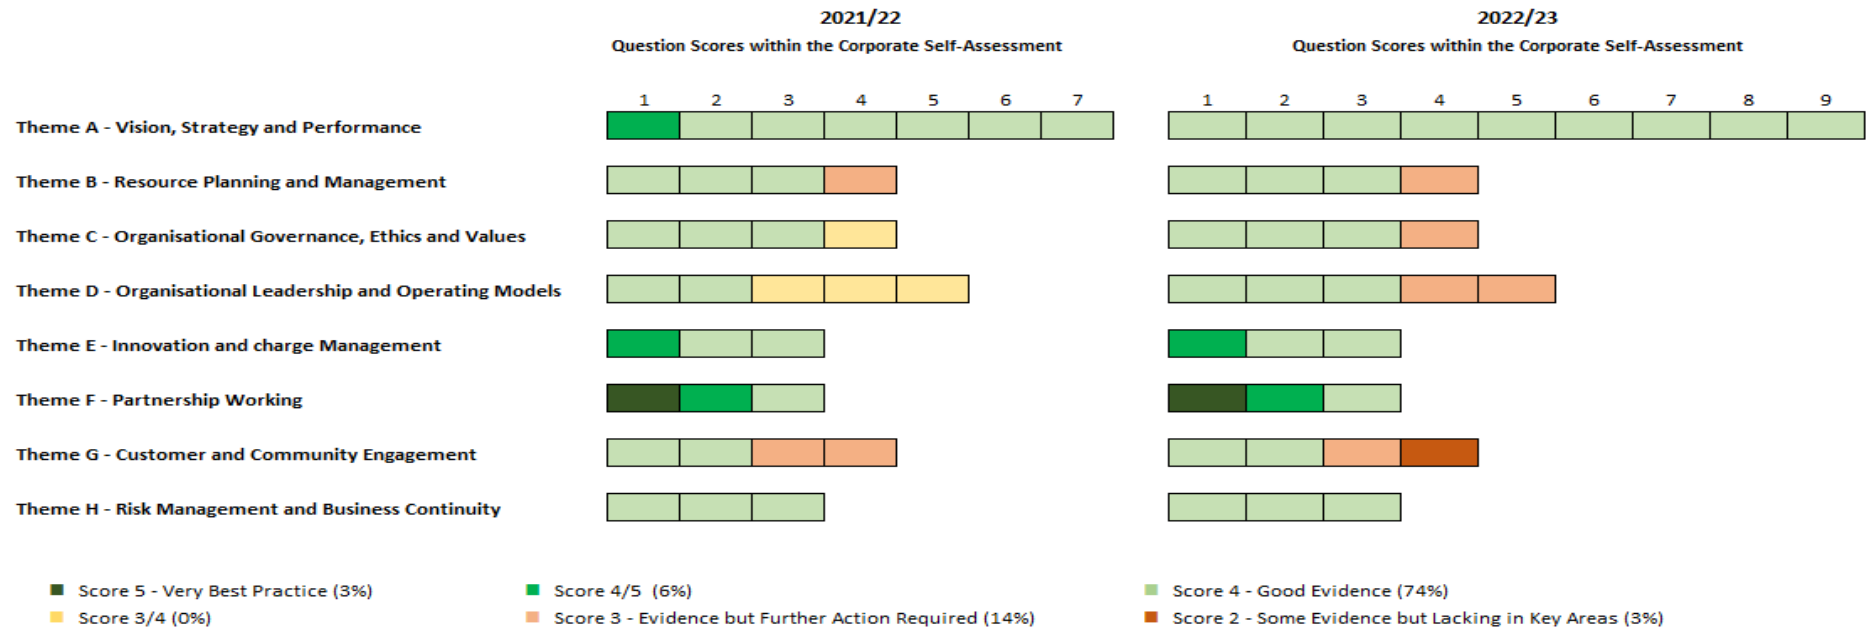 2021/22
Question Scores within the Corporate Self-Assessment
2022/23
Question Scores within the Corporate Self-Assessment
1 2 3 4 5 6 7
1 2 3 4 5 6 7 8 9
Theme A - Vision, Strategy and Performance
Theme B - Resource Planning and Management
Theme C - Organisational Governance, Ethics and Values
Theme D - Organisational Leadership and Operating Models
Theme E - Innovation and charge Management
Theme F - Partnership Working
Theme G - Customer and Community Engagement
Theme H - Risk Management and Business Continuity
Score 5 - Very Best Practice (3%)
Score 4/5 (6%)
Score 4 - Good Evidence (74%)
Score 3/4 (0%)
Score 3 - Evidence but Further Action Required (14%)
Score 2 - Some Evidence but Lacking in Key Areas (3%)